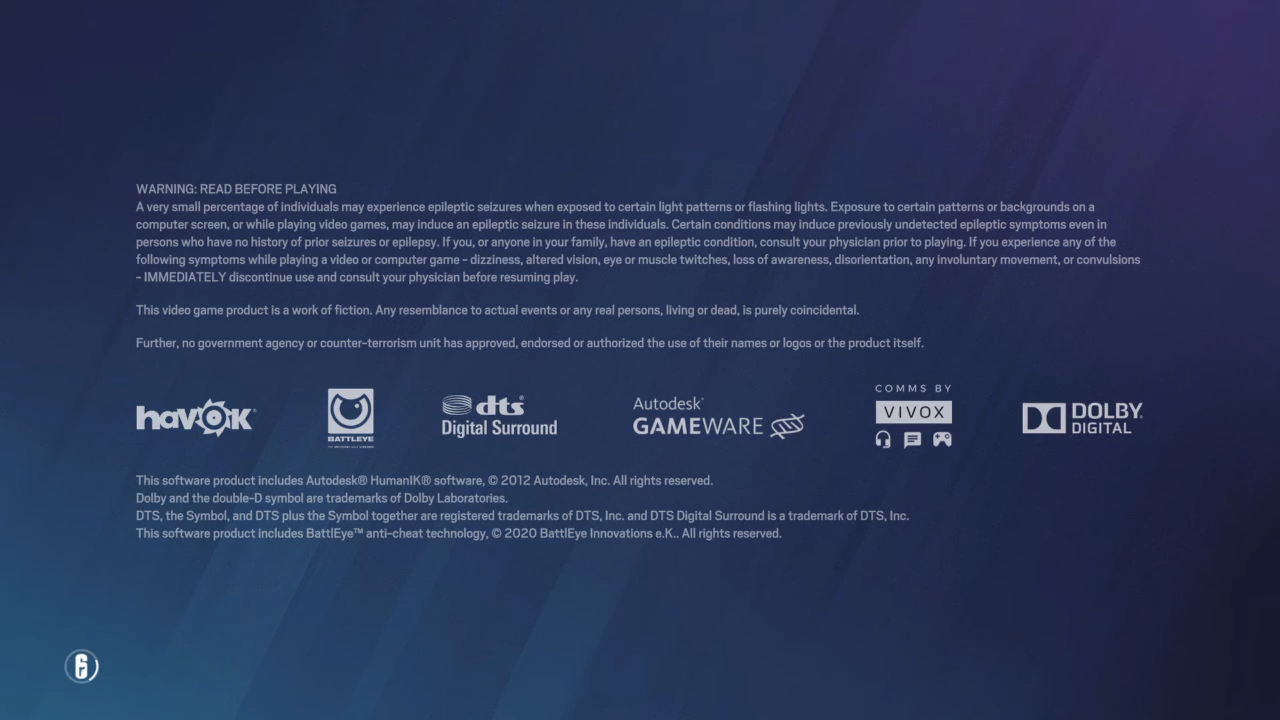 WARNING: READ BEFORE PLAYING
A very small percentage of individuals may experience epileptic seizures when exposed to certain light patterns or flashing lights. Exposure to certain patterns or backgrounds on a
computer screen, or while playing video games, may induce an epileptic seizure in these individuals. Certain conditions may induce previously undetected epileptic symptoms even in
persons who have no history of prior seizures or epilepsy. If you, or anyone in your family, have an epileptic condition, consult your physician prior to playing. If you experience any of the
following symptoms while playing a video or computer game - dizziness, altered vision, eye or muscle twitches, loss of awareness, disorientation, any involuntary movement, or convulsions
- IMMEDIATELY discontinue use and consult your physician before resuming play.
This video game product is a work of fiction. Any resemblance to actual events or any real persons, living or dead, is purely coincidental.
Further, no government agency or counter-terrorism unit has approved, endorsed or authorized the use of their names or logos or the product itself.
havok®
BATTLEYE
dts®
Digital Surround
Autodesk®
GAMEWARE
COMMS BY
VIVOX
DOLBY®
DIGITAL
This software product includes Autodesk® HumanIK® software, © 2012 Autodesk, Inc. All rights reserved.
Dolby and the double-D symbol are trademarks of Dolby Laboratories.
DTS, the Symbol, and DTS plus the Symbol together are registered trademarks of DTS, Inc. and DTS Digital Surround is a trademark of DTS, Inc.
This software product includes BattlEye™ anti-cheat technology, © 2020 BattlEye Innovations e.K.. All rights reserved.
6